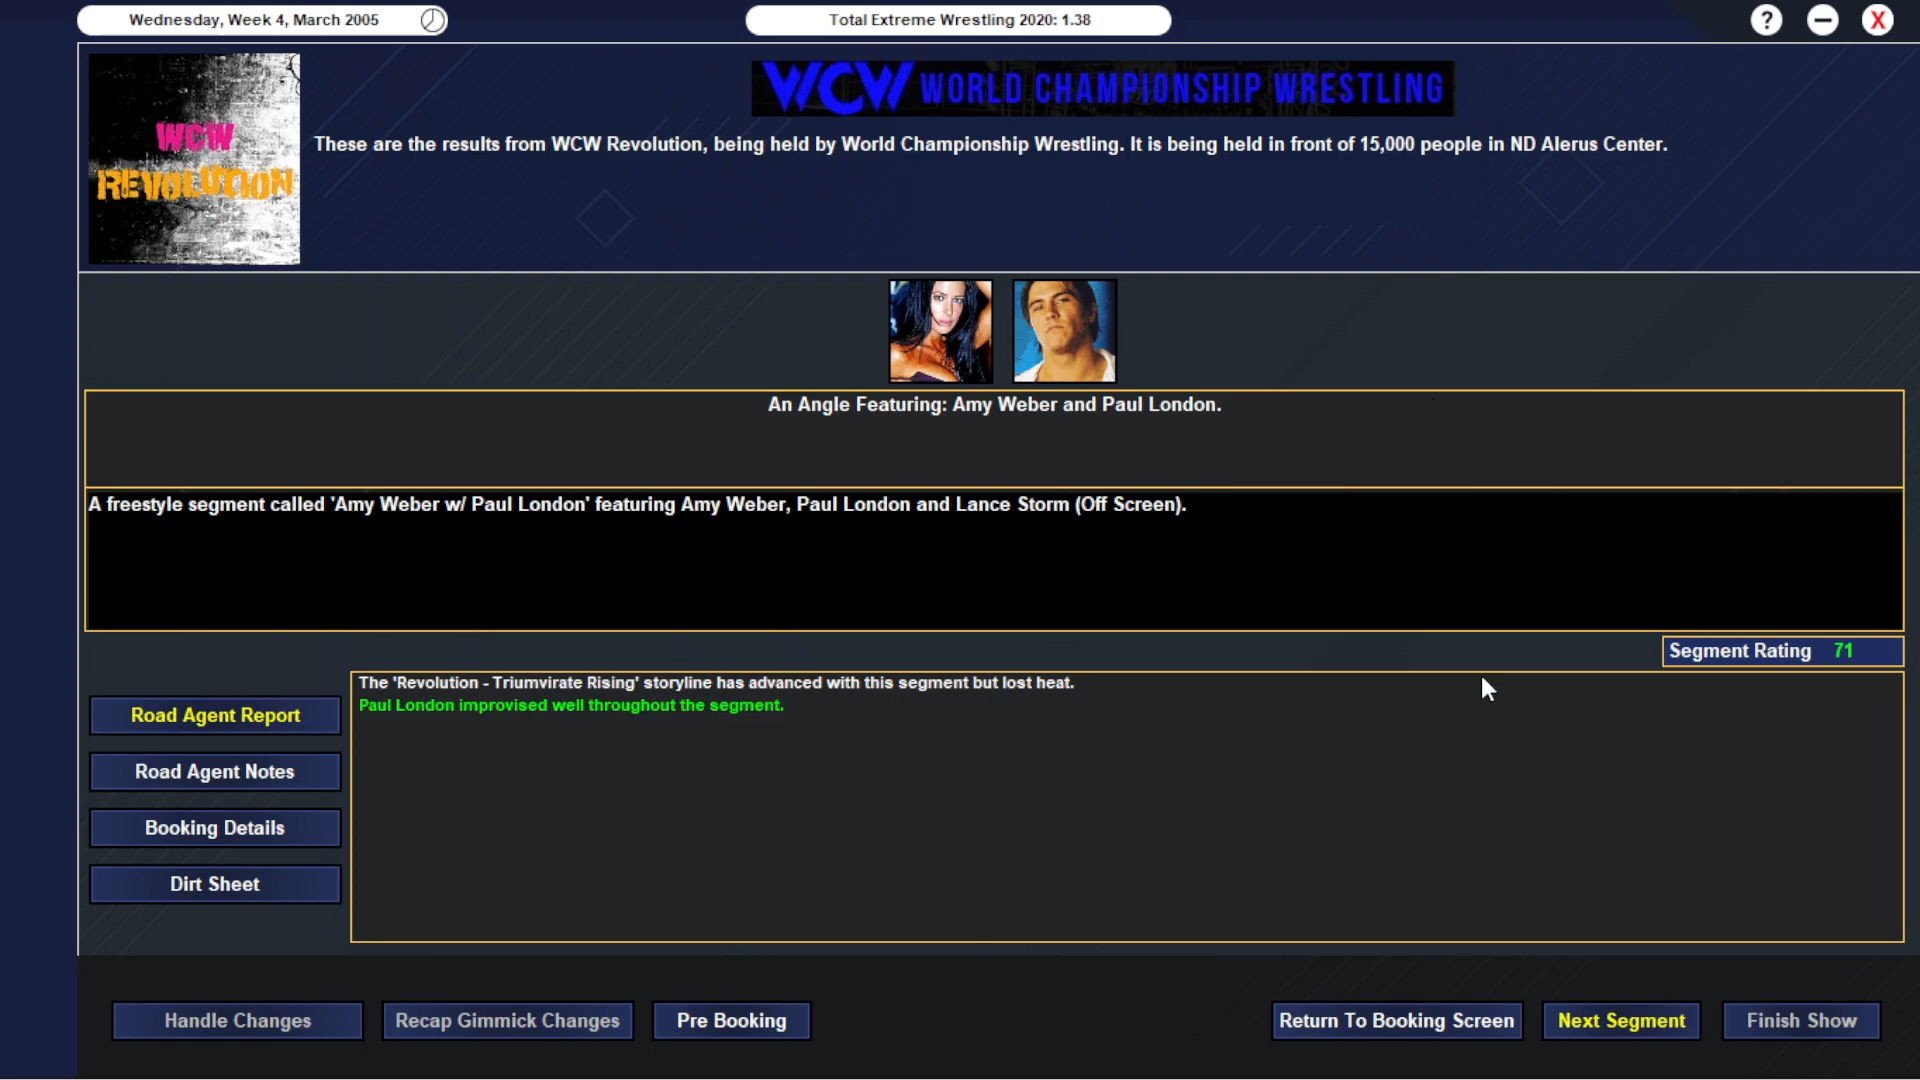 Wednesday, Week 4, March 2005
Total Extreme Wrestling 2020: 1.38
?
X
WCW WORLD CHAMPIONSHIP WRESTLING
WCW
REVOLUTION
These are the results from WCW Revolution, being held by World Championship Wrestling. It is being held in front of 15,000 people in ND Alerus Center.
An Angle Featuring: Amy Weber and Paul London.
A freestyle segment called 'Amy Weber w/ Paul London' featuring Amy Weber, Paul London and Lance Storm (Off Screen).
Segment Rating 71
The 'Revolution - Triumvirate Rising' storyline has advanced with this segment but lost heat.
Paul London improvised well throughout the segment.
Road Agent Report
Road Agent Notes
Booking Details
Dirt Sheet
Handle Changes
Recap Gimmick Changes
Pre Booking
Return To Booking Screen
Next Segment
Finish Show